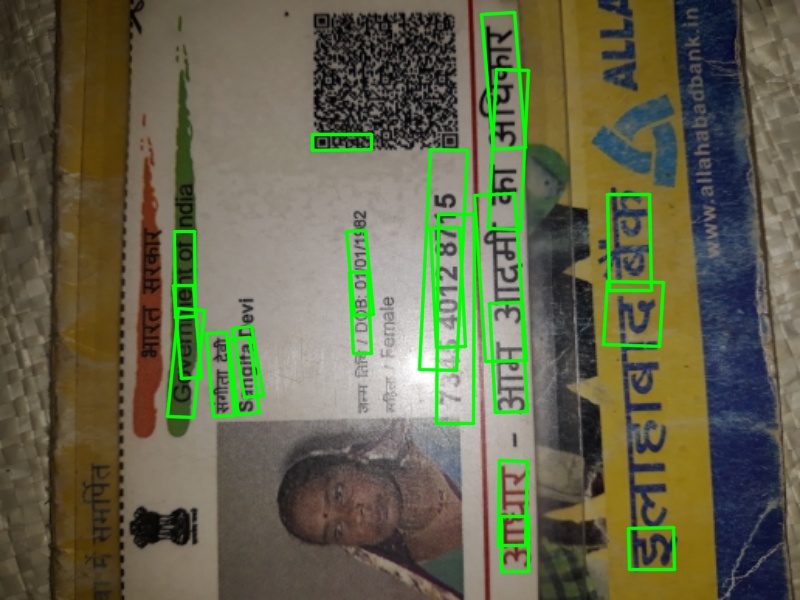 भारत सरकार
Government of India
संगीता देवी
Sangita Devi
जन्म तिथि / DOB: 01/01/1982
महिला / Female
4012 8715
आधार - आम आदमी का अधिकार
में समर्पित
इलाहाबाद बैंक
ALLA
www.allahabadbank.in